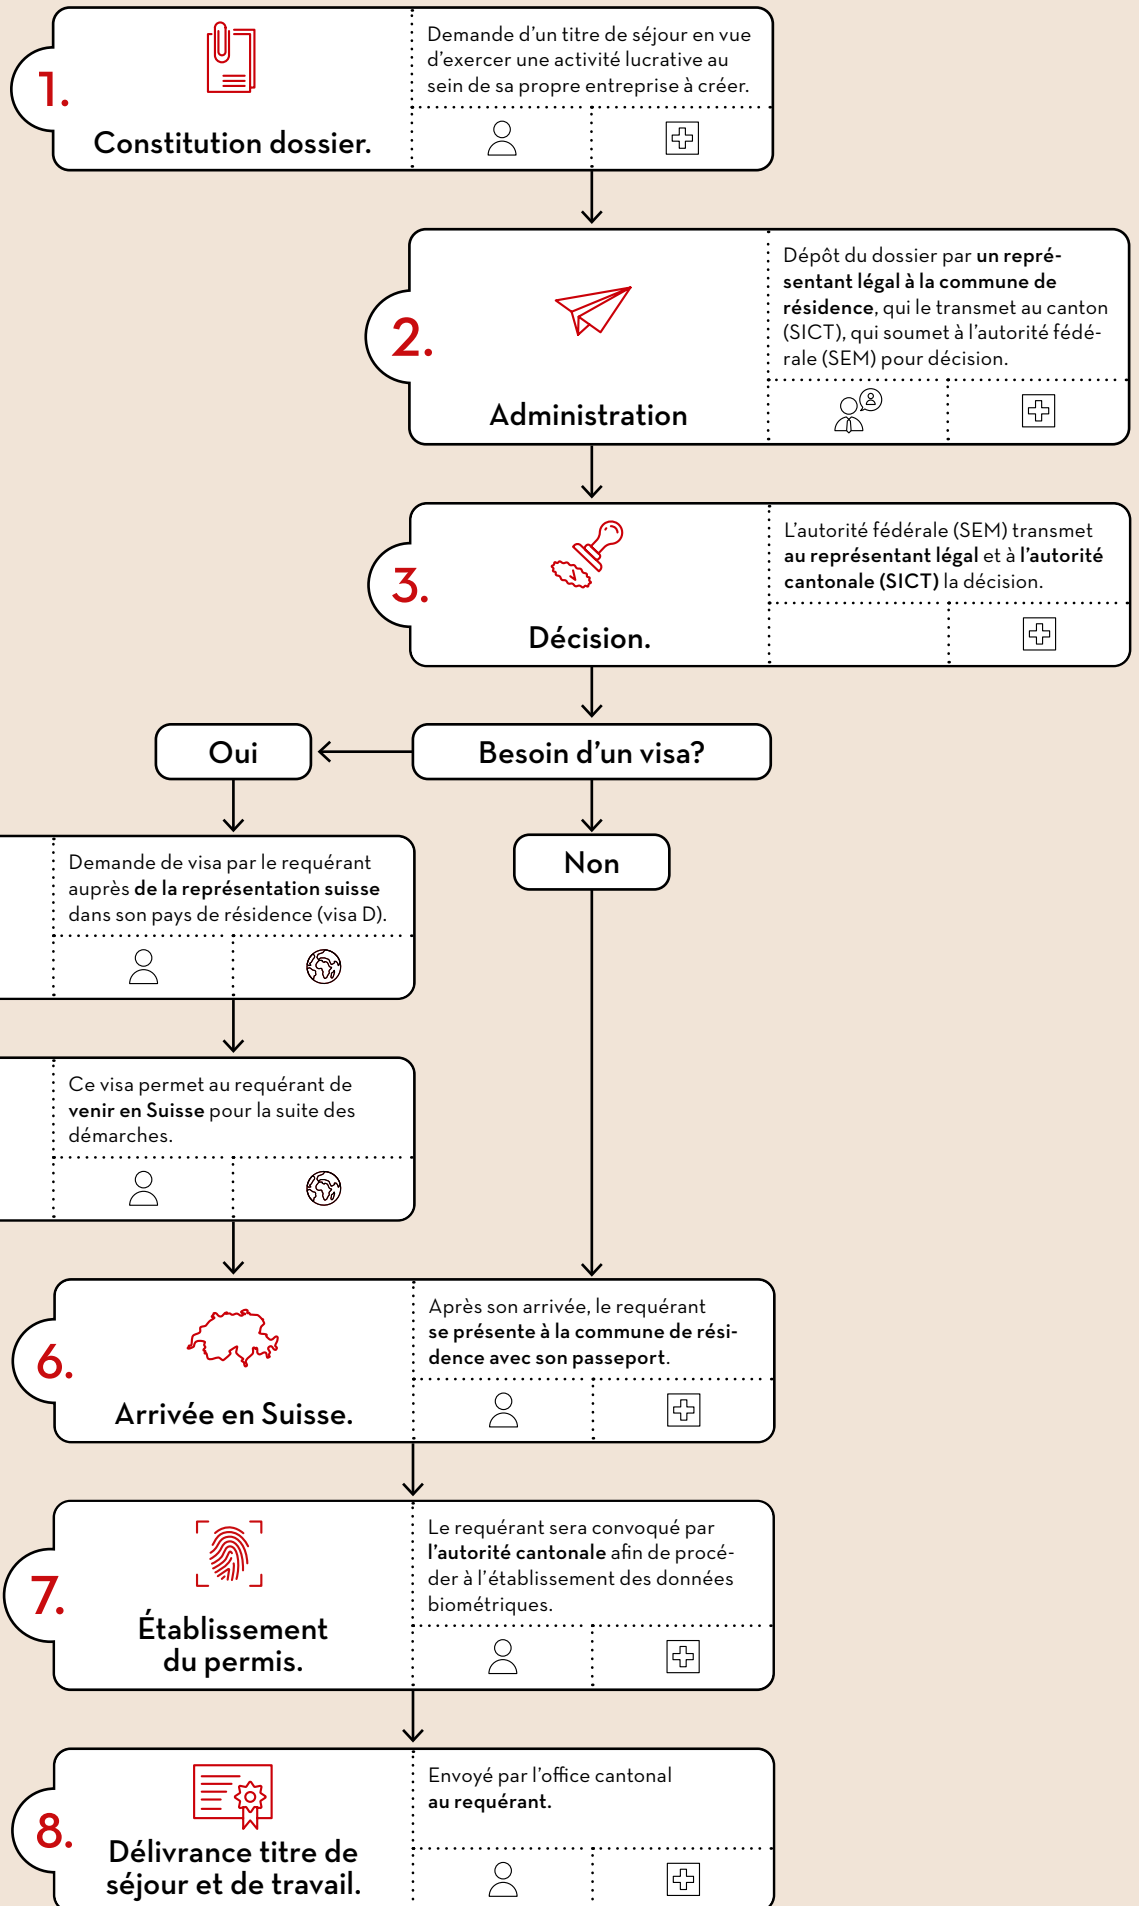 1.
Constitution dossier.
Demande d'un titre de séjour en vue
d'exercer une activité lucrative au
sein de sa propre entreprise à créer.
2.
Administration
Dépôt du dossier par un repré-
sentant légal à la commune de
résidence, qui le transmet au canton
(SICT), qui soumet à l'autorité fédé-
rale (SEM) pour décision.
3.
Décision.
L'autorité fédérale (SEM) transmet
au représentant légal et à l'autorité
cantonale (SICT) la décision.
Besoin d'un visa?
Oui
Non
Demande de visa par le requérant
auprès de la représentation suisse
dans son pays de résidence (visa D).
Ce visa permet au requérant de
venir en Suisse pour la suite des
démarches.
6.
Arrivée en Suisse.
Après son arrivée, le requérant
se présente à la commune de rési-
dence avec son passeport.
7.
Établissement
du permis.
Le requérant sera convoqué par
l'autorité cantonale afin de procé-
der à l'établissement des données
biométriques.
8.
Délivrance titre de
séjour et de travail.
Envoyé par l'office cantonal
au requérant.